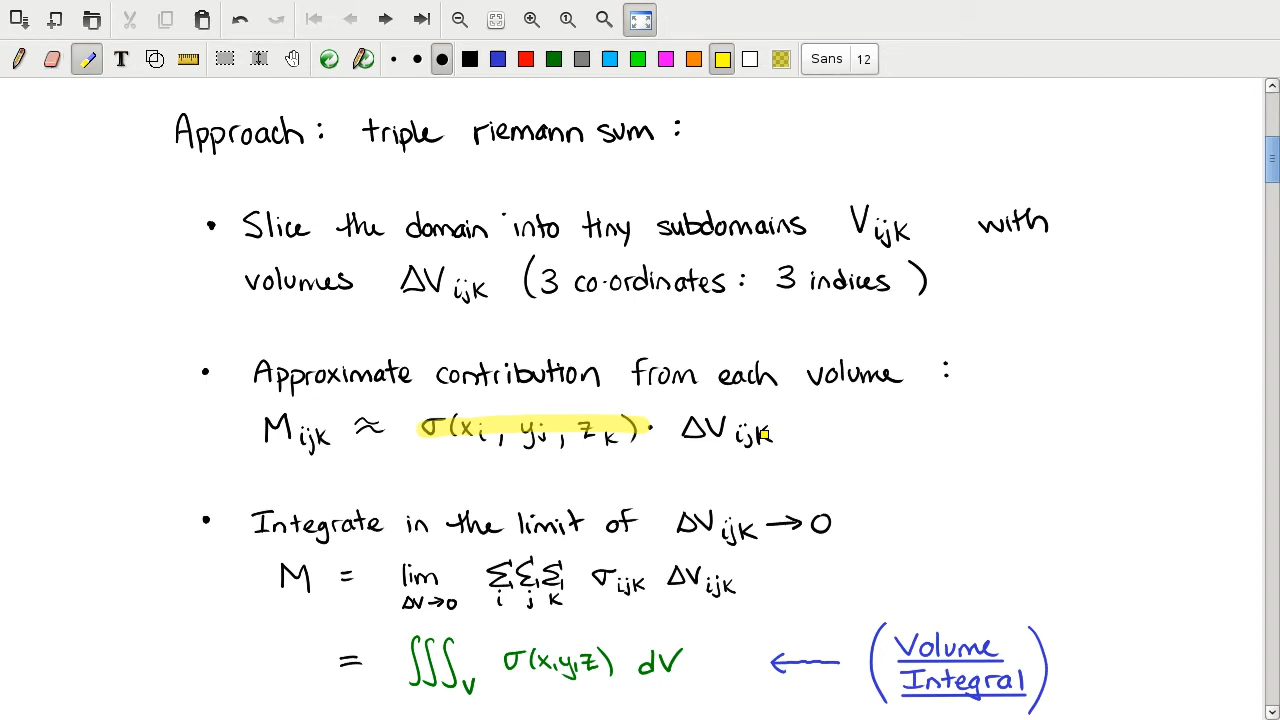 Sans 12
Approach: triple riemann sum:
• Slice the domain into tiny subdomains V_ijk with
volumes ΔV_ijk (3 co-ordinates: 3 indices)
• Approximate contribution from each volume:
M_ijk ≈ σ(x_i, y_j, z_k) · ΔV_ijk
• Integrate in the limit of ΔV_ijk → 0
M = lim_{ΔV→0} Σ_i Σ_j Σ_k σ_ijk ΔV_ijk
= ∭_V σ(x,y,z) dV ← (Volume
Integral)